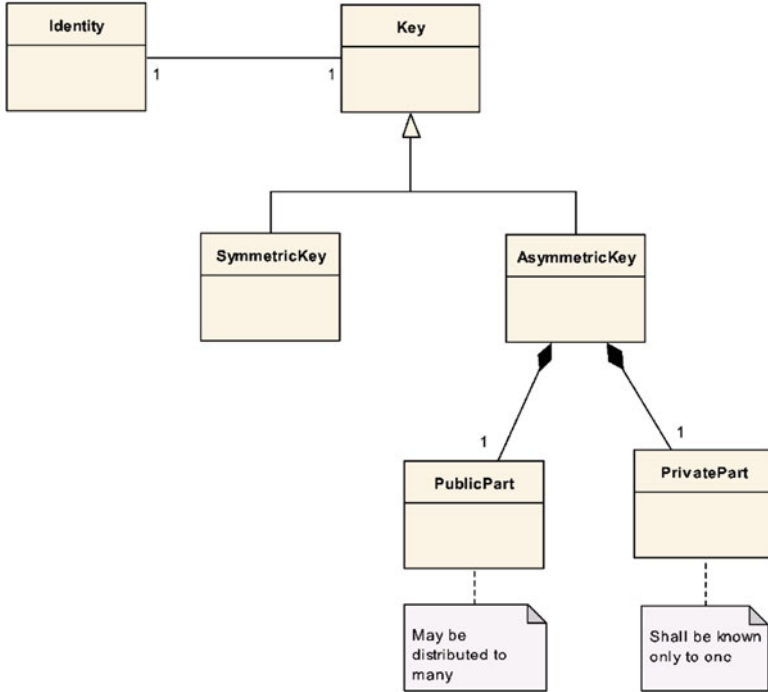 Identity
Key
1
1
SymmetricKey
AsymmetricKey
1
1
PublicPart
PrivatePart
May be
distributed to
many
Shall be known
only to one